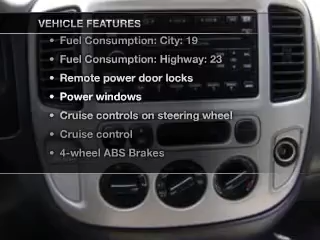 VEHICLE FEATURES
• Fuel Consumption: City: 19
• Fuel Consumption: Highway: 23
• Remote power door locks
• Power windows
• Cruise controls on steering wheel
• Cruise control
• 4-wheel ABS Brakes